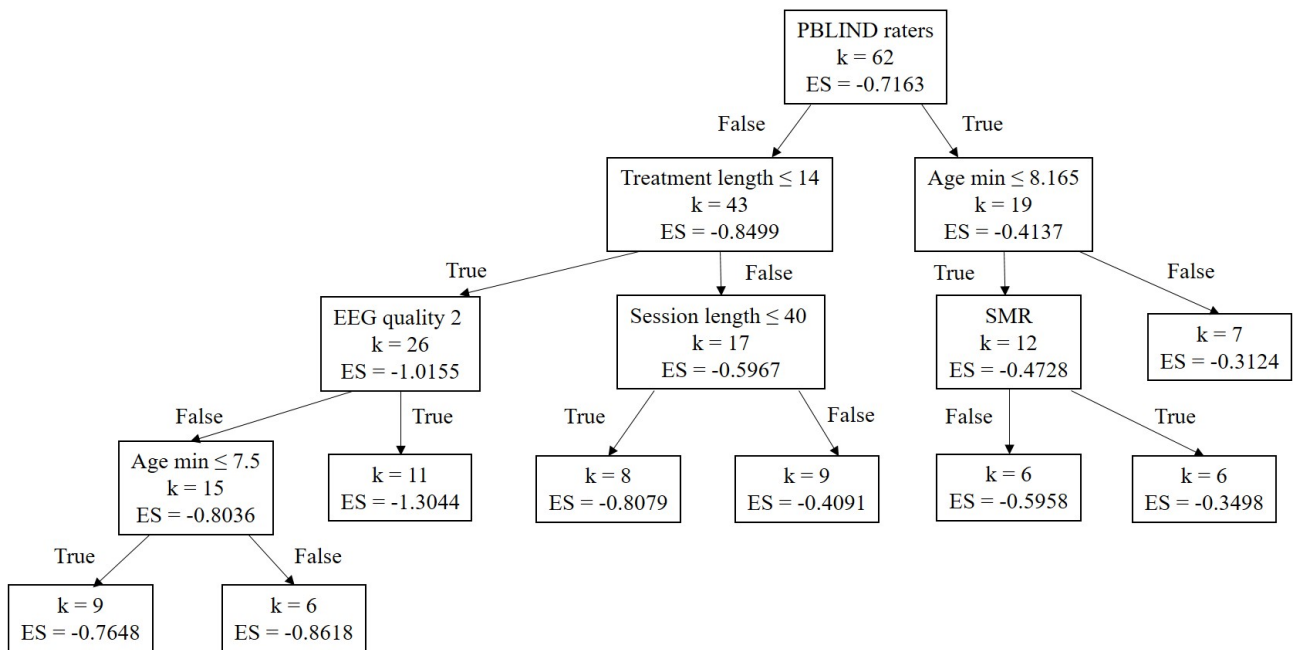 PBLIND raters
k = 62
ES = -0.7163
False
True
Treatment length ≤ 14
k = 43
ES = -0.8499
Age min ≤ 8.165
k = 19
ES = -0.4137
True
False
True
False
EEG quality 2
k = 26
ES = -1.0155
Session length ≤ 40
k = 17
ES = -0.5967
SMR
k = 12
ES = -0.4728
k = 7
ES = -0.3124
False
True
True
False
False
True
Age min ≤ 7.5
k = 15
ES = -0.8036
k = 11
ES = -1.3044
k = 8
ES = -0.8079
k = 9
ES = -0.4091
k = 6
ES = -0.5958
k = 6
ES = -0.3498
True
False
k = 9
ES = -0.7648
k = 6
ES = -0.8618